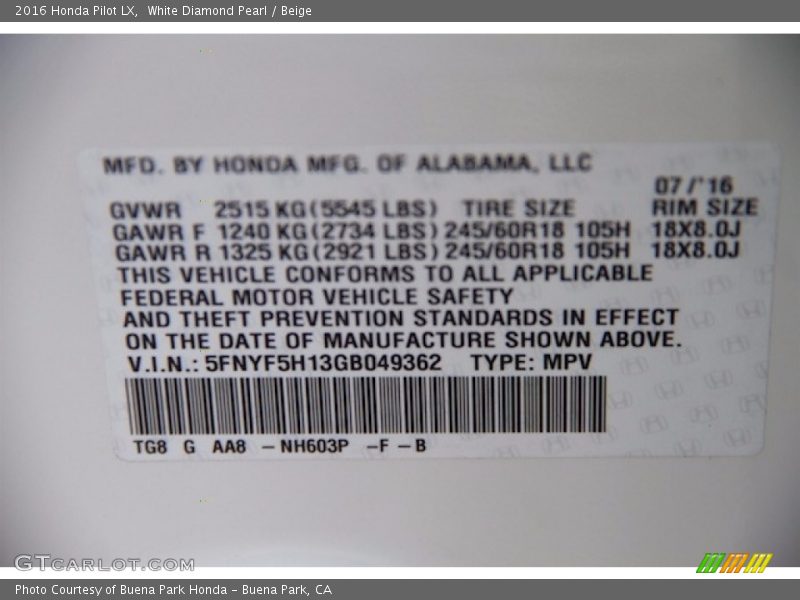 2016 Honda Pilot LX,  White Diamond Pearl / Beige
MFD. BY HONDA MFG. OF ALABAMA, LLC
07/'16
GVWR 2515 KG (5545 LBS) TIRE SIZE RIM SIZE
GAWR F 1240 KG (2734 LBS) 245/60R18 105H 18X8.0J
GAWR R 1325 KG (2921 LBS) 245/60R18 105H 18X8.0J
THIS VEHICLE CONFORMS TO ALL APPLICABLE
FEDERAL MOTOR VEHICLE SAFETY
AND THEFT PREVENTION STANDARDS IN EFFECT
ON THE DATE OF MANUFACTURE SHOWN ABOVE.
V.I.N.: 5FNYF5H13GB049362 TYPE: MPV
TG8 G AA8 – NH603P –F – B
GTCARLOT.COM
Photo Courtesy of Buena Park Honda – Buena Park, CA